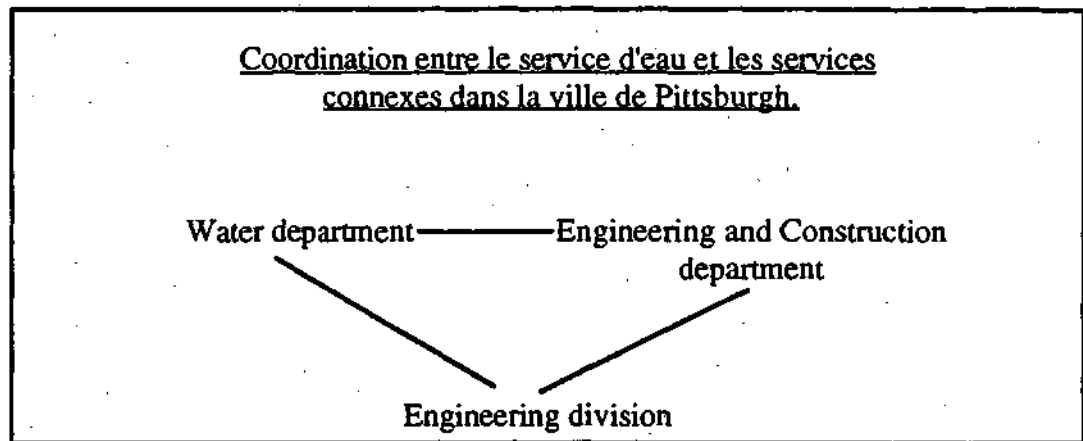 Coordination entre le service d'eau et les services
connexes dans la ville de Pittsburgh.
Water department Engineering and Construction
department
Engineering division